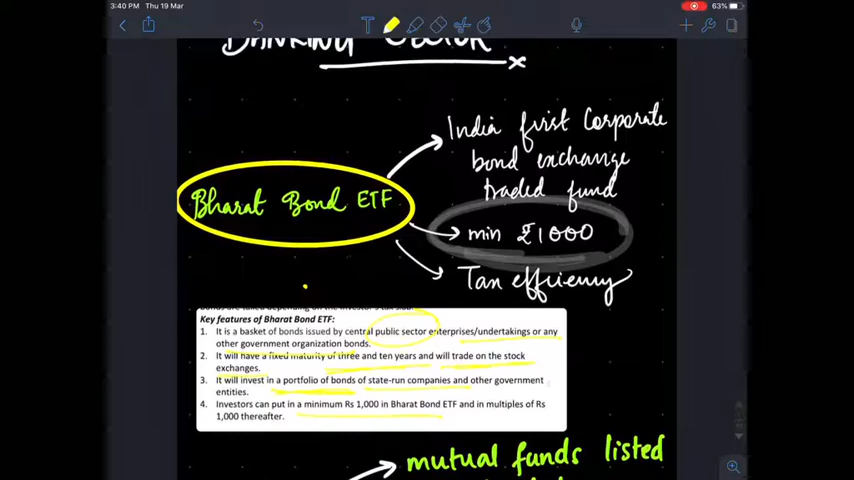 3:40 PM Thu 19 Mar
63%
BANKING SECTOR
India first Corporate
bond exchange
traded fund
Bharat Bond ETF
min ₹1000
Tan efficiency
Key features of Bharat Bond ETF:
1. It is a basket of bonds issued by central public sector enterprises/undertakings or any
other government organization bonds.
2. It will have a fixed maturity of three and ten years and will trade on the stock
exchanges.
3. It will invest in a portfolio of bonds of state-run companies and other government
entities.
4. Investors can put in a minimum Rs 1,000 in Bharat Bond ETF and in multiples of Rs
1,000 thereafter.
mutual funds listed